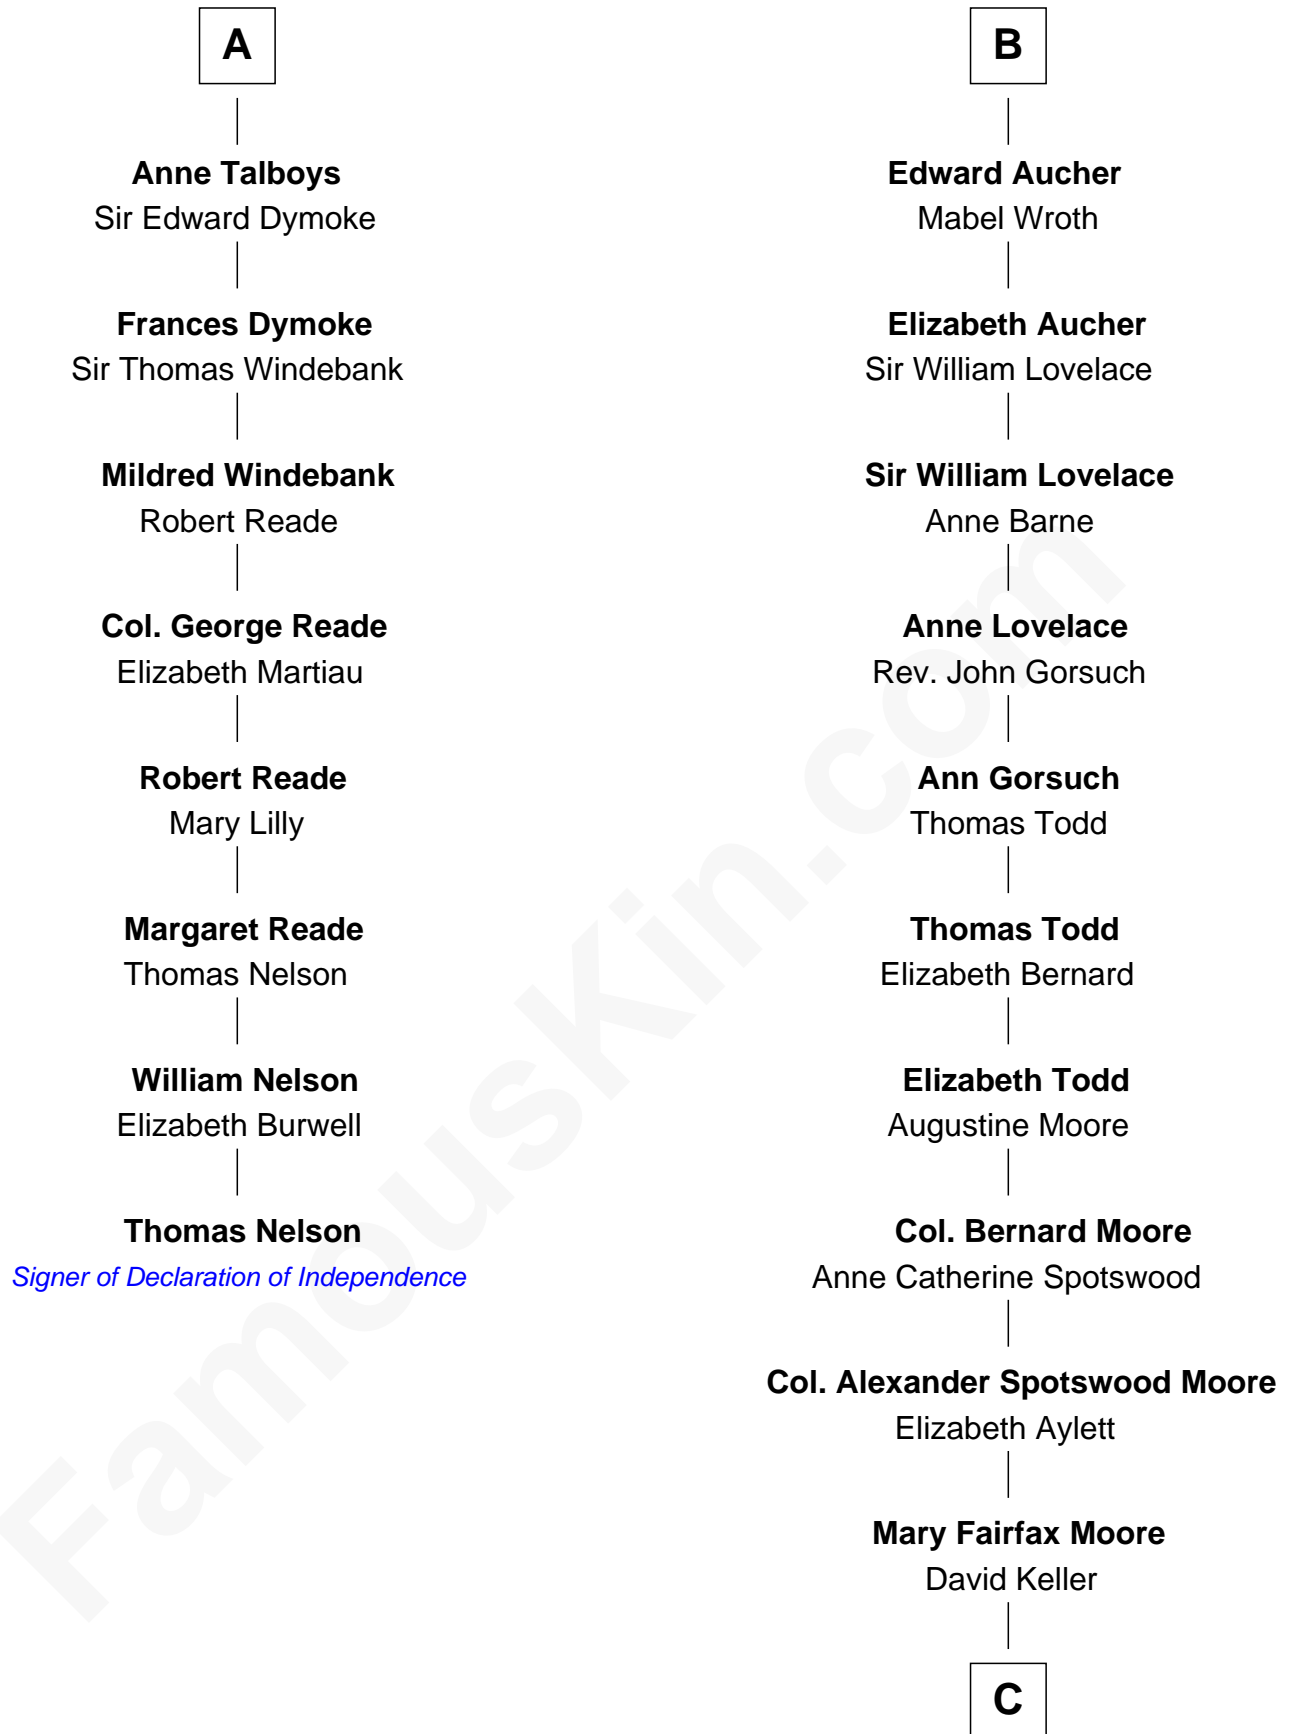 A
Anne Talboys
Sir Edward Dymoke
Frances Dymoke
Sir Thomas Windebank
Mildred Windebank
Robert Reade
Col. George Reade
Elizabeth Martiau
Robert Reade
Mary Lilly
Margaret Reade
Thomas Nelson
William Nelson
Elizabeth Burwell
Thomas Nelson
Signer of Declaration of Independence
B
Edward Aucher
Mabel Wroth
Elizabeth Aucher
Sir William Lovelace
Sir William Lovelace
Anne Barne
Anne Lovelace
Rev. John Gorsuch
Ann Gorsuch
Thomas Todd
Thomas Todd
Elizabeth Bernard
Elizabeth Todd
Augustine Moore
Col. Bernard Moore
Anne Catherine Spotswood
Col. Alexander Spotswood Moore
Elizabeth Aylett
Mary Fairfax Moore
David Keller
C
FamousKin.com